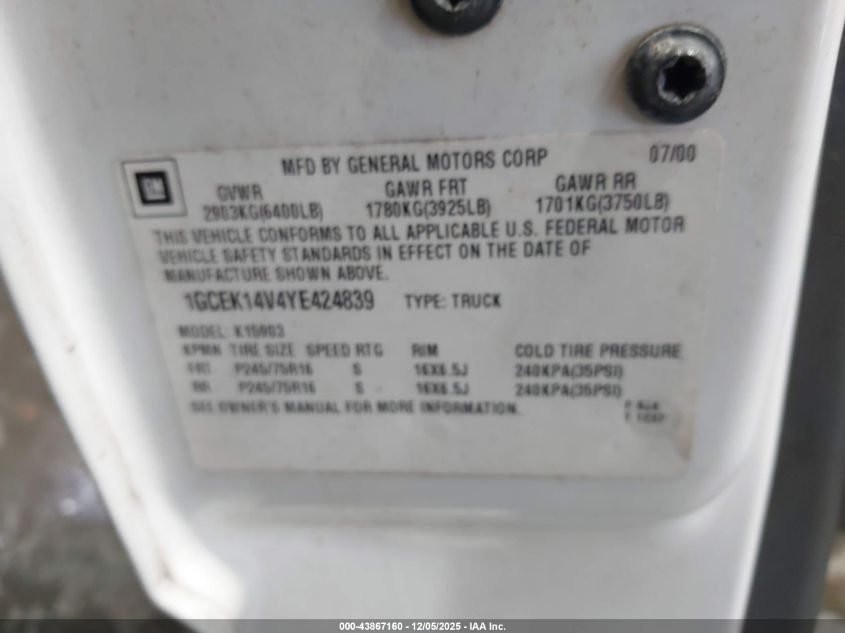 GM
MFD BY GENERAL MOTORS CORP 07/00
GVWR GAWR FRT GAWR RR
2903KG(6400LB) 1780KG(3925LB) 1701KG(3750LB)
THIS VEHICLE CONFORMS TO ALL APPLICABLE U.S. FEDERAL MOTOR
VEHICLE SAFETY STANDARDS IN EFFECT ON THE DATE OF
MANUFACTURE SHOWN ABOVE.
1GCEK14V4YE424839 TYPE: TRUCK
MODEL: K15903
TIRE SIZE SPEED RTG RIM COLD TIRE PRESSURE
FRT P245/75R16 S 16X6.5J 240KPA(35PSI)
RR P245/75R16 S 16X6.5J 240KPA(35PSI)
SEE OWNER'S MANUAL FOR MORE INFORMATION.
000-43867160 - 12/05/2025 - IAA Inc.